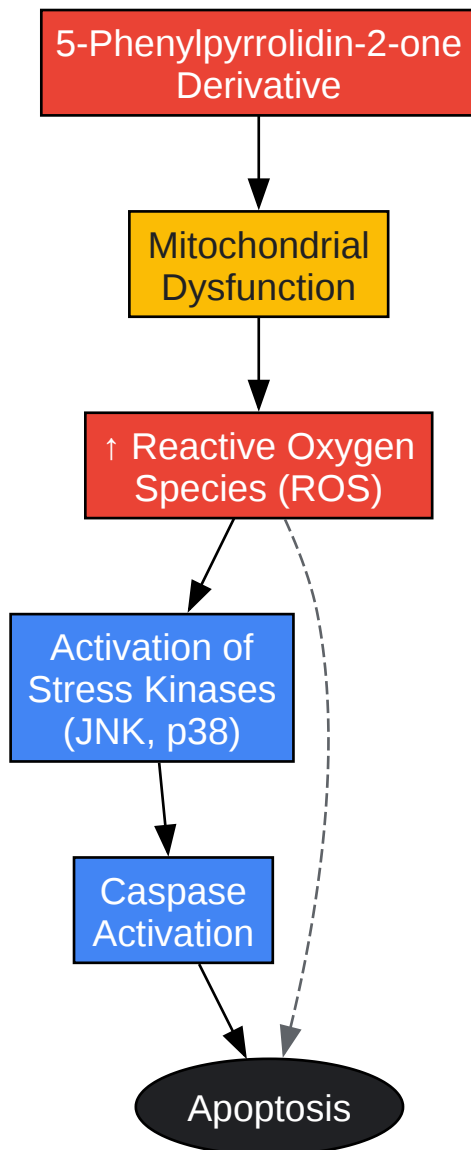 5-Phenylpyrrolidin-2-one
Derivative
Mitochondrial
Dysfunction
↑ Reactive Oxygen
Species (ROS)
Activation of
Stress Kinases
(JNK, p38)
Caspase
Activation
Apoptosis